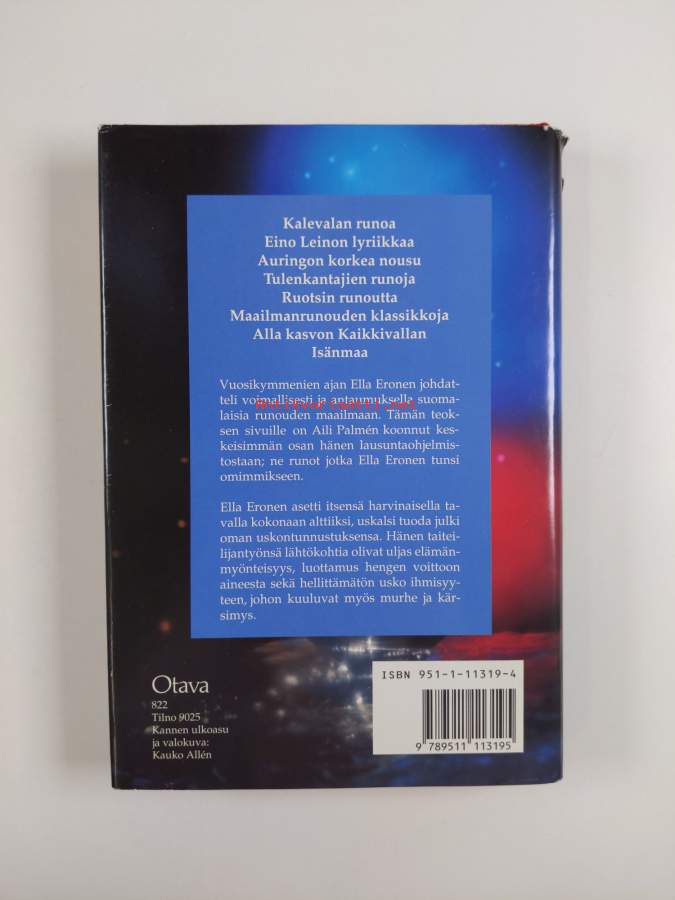 Kalevalan runoa
Eino Leinon lyriikkaa
Auringon korkea nousu
Tulenkantajien runoja
Ruotsin runoutta
Maailmanrunouden klassikkoja
Alla kasvon Kaikkivallan
Isänmaa
Vuosikymmenien ajan Ella Eronen johdat-
teli voimallisesti ja antaumuksella suoma-
laisia runouden maailmaan. Tämän teok-
sen sivuille on Aili Palmén koonnut kes-
keisimmän osan hänen lausuntaohjelmis-
tostaan; ne runot jotka Ella Eronen tunsi
omimmikseen.
Ella Eronen asetti itsensä harvinaisella ta-
valla kokonaan alttiiksi, uskalsi tuoda julki
oman uskontunnustuksensa. Hänen taitei-
lijantyönsä lähtökohtia olivat uljas elämän-
myönteisyys, luottamus hengen voittoon
aineesta sekä hellittämätön usko ihmisyy-
teen, johon kuuluvat myös murhe ja kär-
simys.
antikvariaatti.net
Otava
822
Tilno 9025
Kannen ulkoasu
ja valokuva:
Kauko Allén
ISBN 951-1-11319-4
9 789511 113195